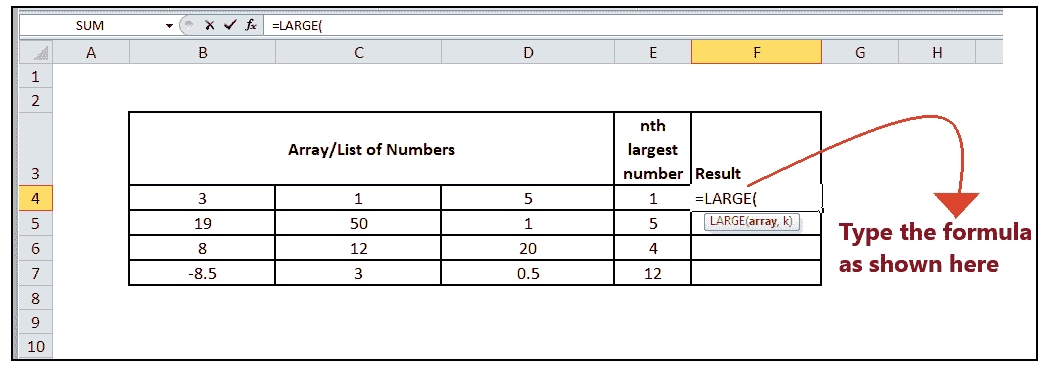 SUM fx =LARGE(
A B C D E F G H
1
2
3 Array/List of Numbers nth largest number Result
4 3 1 5 1 =LARGE(
5 19 50 1 5 LARGE(array, k)
6 8 12 20 4
7 -8.5 3 0.5 12
8
9
10
Type the formula
as shown here